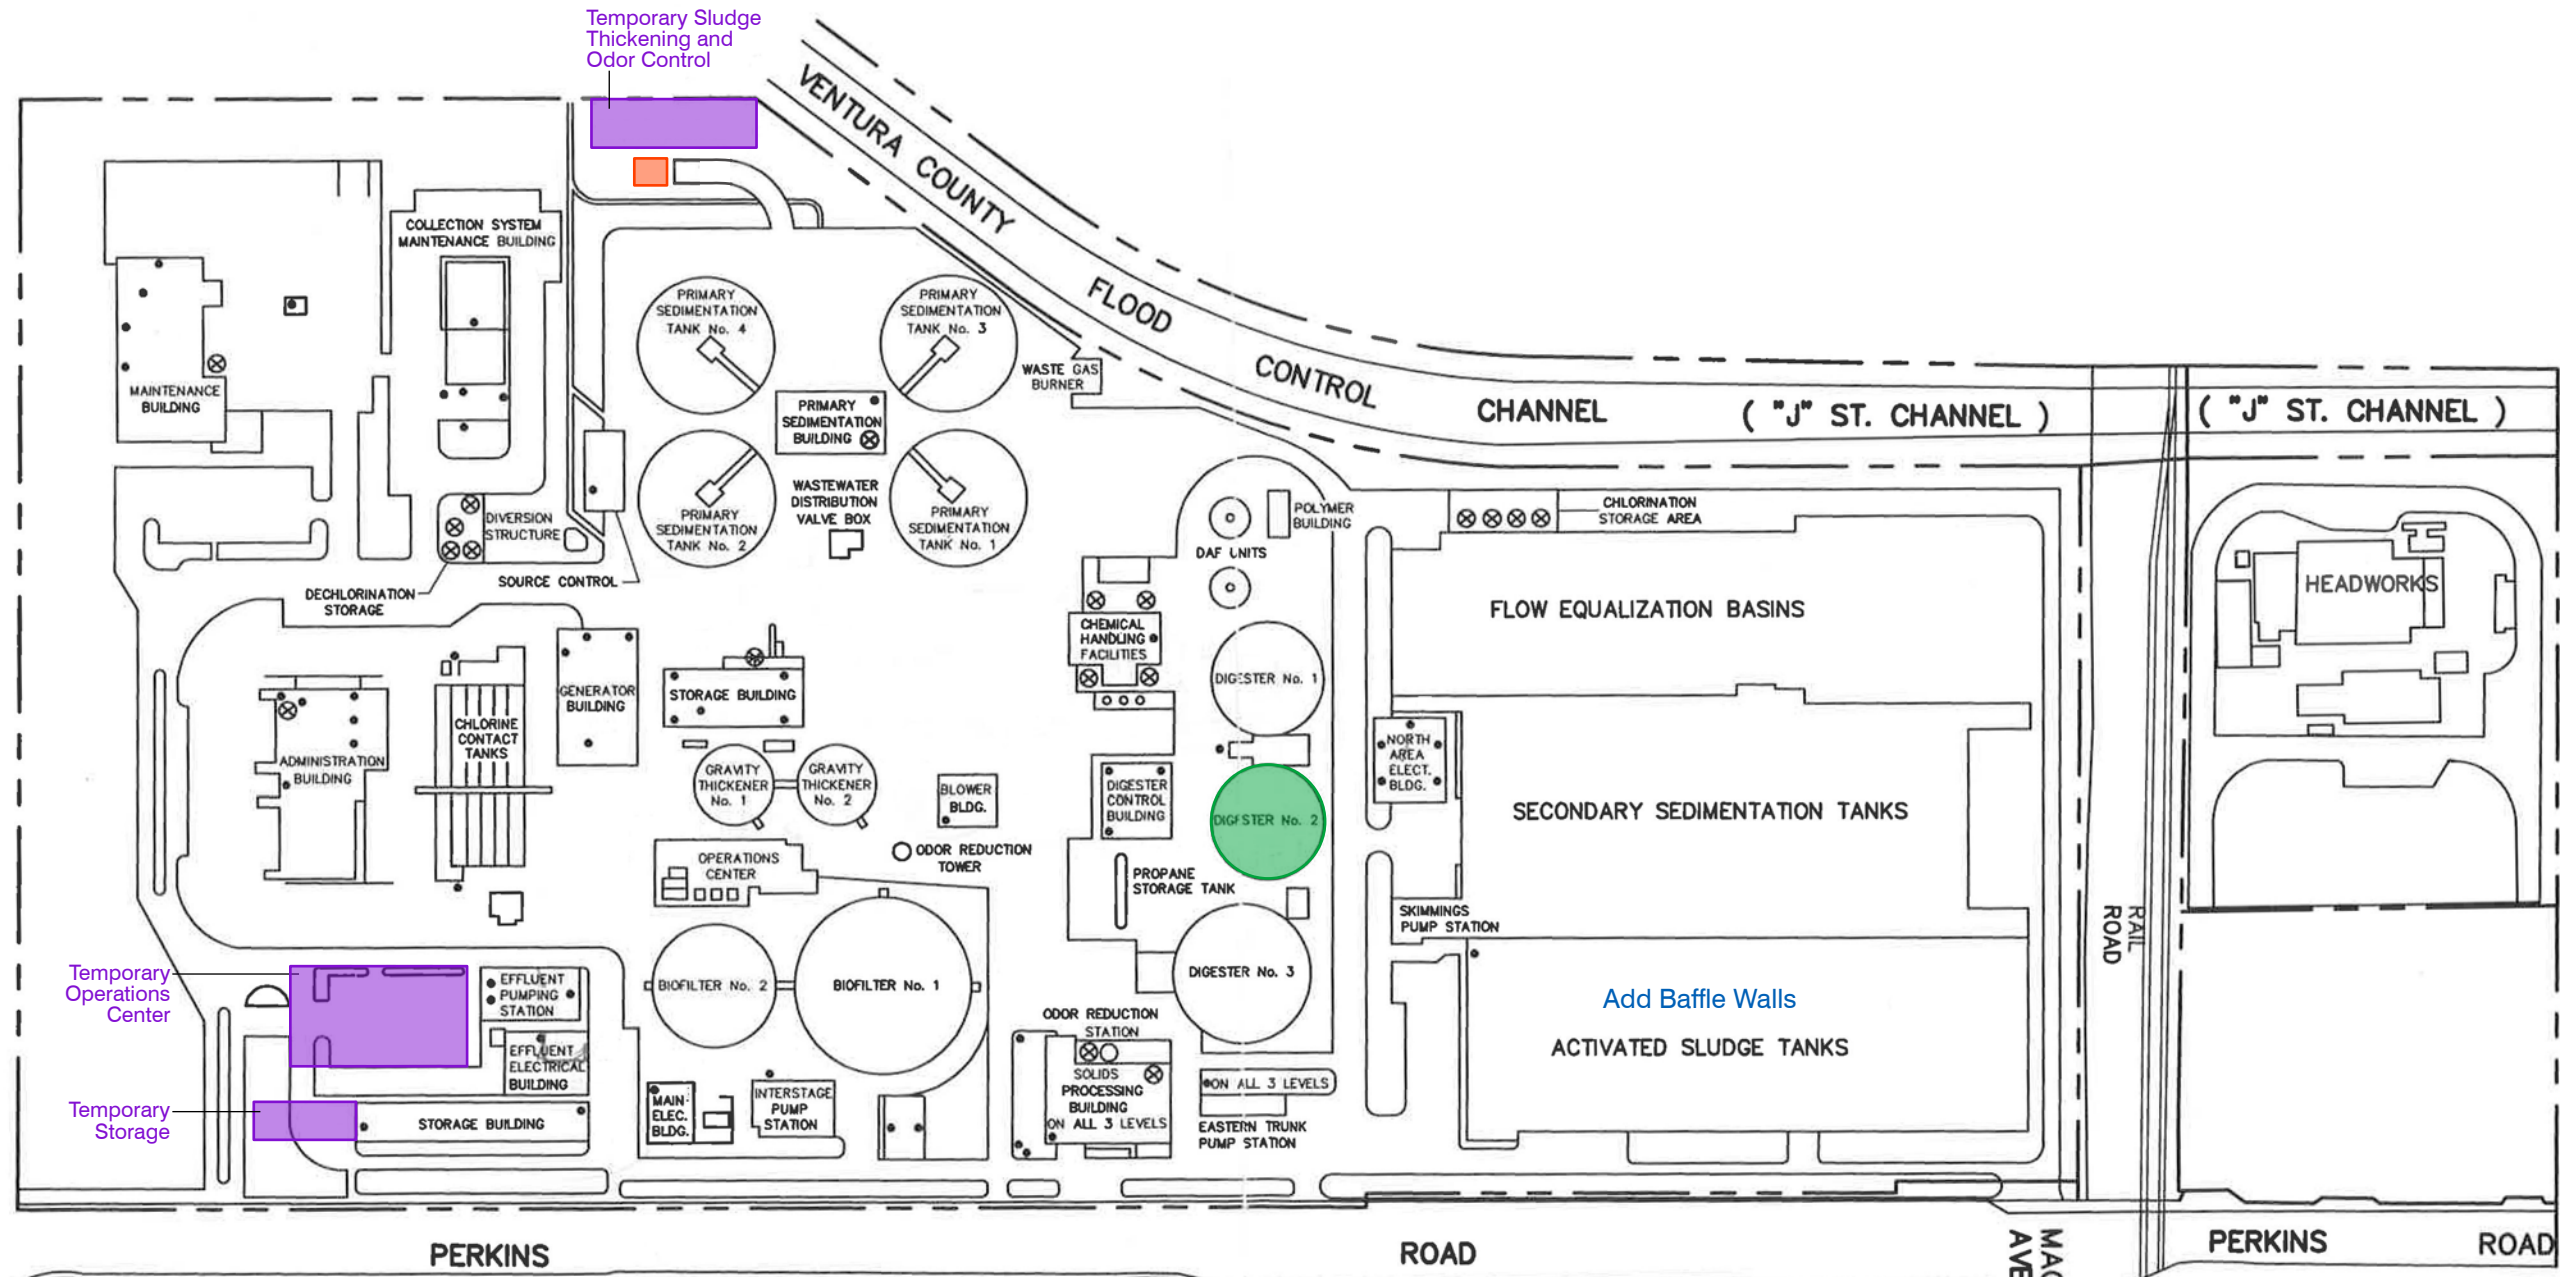 Temporary Sludge
Thickening and
Odor Control
VENTURA COUNTY FLOOD CONTROL CHANNEL ( "J" ST. CHANNEL )
( "J" ST. CHANNEL )
COLLECTION SYSTEM
MAINTENANCE BUILDING
MAINTENANCE
BUILDING
PRIMARY
SEDIMENTATION
TANK No. 4
PRIMARY
SEDIMENTATION
TANK No. 3
WASTE GAS
BURNER
PRIMARY
SEDIMENTATION
BUILDING
PRIMARY
SEDIMENTATION
TANK No. 2
WASTEWATER
DISTRIBUTION
VALVE BOX
PRIMARY
SEDIMENTATION
TANK No. 1
DIVERSION
STRUCTURE
SOURCE CONTROL
DECHLORINATION
STORAGE
POLYMER
BUILDING
DAF UNITS
CHLORINATION
STORAGE AREA
FLOW EQUALIZATION BASINS
HEADWORKS
CHEMICAL
HANDLING
FACILITIES
DIGESTER No. 1
GENERATOR
BUILDING
STORAGE BUILDING
CHLORINE
CONTACT
TANKS
ADMINISTRATION
BUILDING
GRAVITY
THICKENER
No. 1
GRAVITY
THICKENER
No. 2
BLOWER
BLDG.
DIGESTER
CONTROL
BUILDING
DIGESTER No. 2
NORTH
AREA
ELECT.
BLDG.
SECONDARY SEDIMENTATION TANKS
OPERATIONS
CENTER
ODOR REDUCTION
TOWER
PROPANE
STORAGE TANK
SKIMMINGS
PUMP STATION
RAIL
ROAD
Temporary
Operations
Center
EFFLUENT
PUMPING
STATION
BIOFILTER No. 2
BIOFILTER No. 1
DIGESTER No. 3
Add Baffle Walls
ACTIVATED SLUDGE TANKS
ODOR REDUCTION
STATION
EFFLUENT
ELECTRICAL
BUILDING
SOLIDS
PROCESSING
BUILDING
ON ALL 3 LEVELS
ON ALL 3 LEVELS
EASTERN TRUNK
PUMP STATION
MAIN
ELEC.
BLDG.
INTERSTAGE
PUMP
STATION
Temporary
Storage
STORAGE BUILDING
PERKINS ROAD
PERKINS ROAD